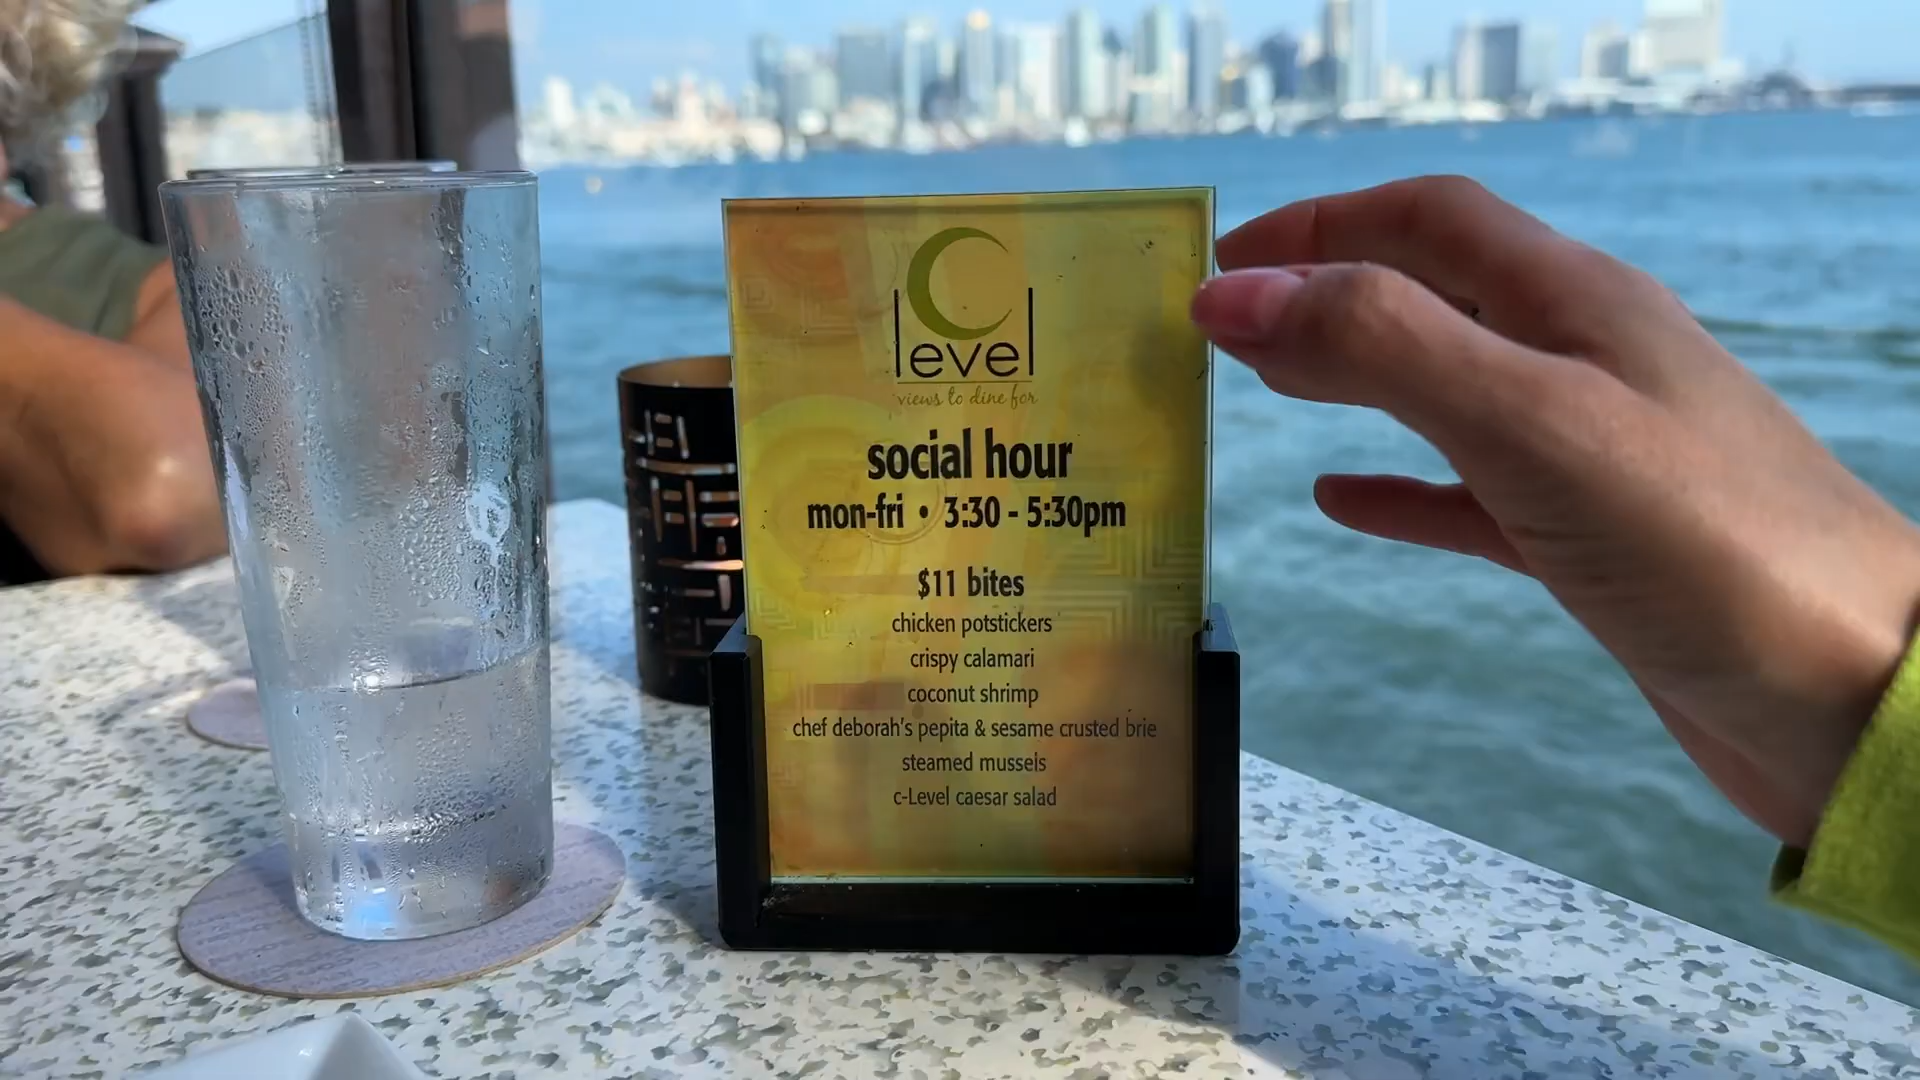 C
level
views to dine for
social hour
mon-fri • 3:30 - 5:30pm
$11 bites
chicken potstickers
crispy calamari
coconut shrimp
chef deborah's pepita & sesame crusted brie
steamed mussels
c-Level caesar salad